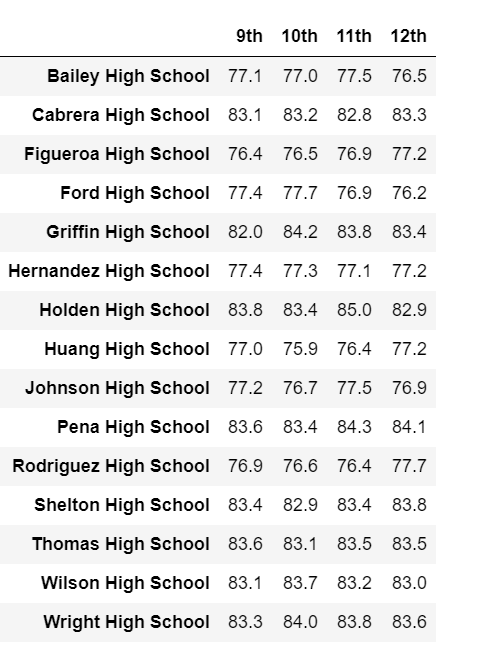 9th 10th 11th 12th
Bailey High School 77.1 77.0 77.5 76.5
Cabrera High School 83.1 83.2 82.8 83.3
Figueroa High School 76.4 76.5 76.9 77.2
Ford High School 77.4 77.7 76.9 76.2
Griffin High School 82.0 84.2 83.8 83.4
Hernandez High School 77.4 77.3 77.1 77.2
Holden High School 83.8 83.4 85.0 82.9
Huang High School 77.0 75.9 76.4 77.2
Johnson High School 77.2 76.7 77.5 76.9
Pena High School 83.6 83.4 84.3 84.1
Rodriguez High School 76.9 76.6 76.4 77.7
Shelton High School 83.4 82.9 83.4 83.8
Thomas High School 83.6 83.1 83.5 83.5
Wilson High School 83.1 83.7 83.2 83.0
Wright High School 83.3 84.0 83.8 83.6